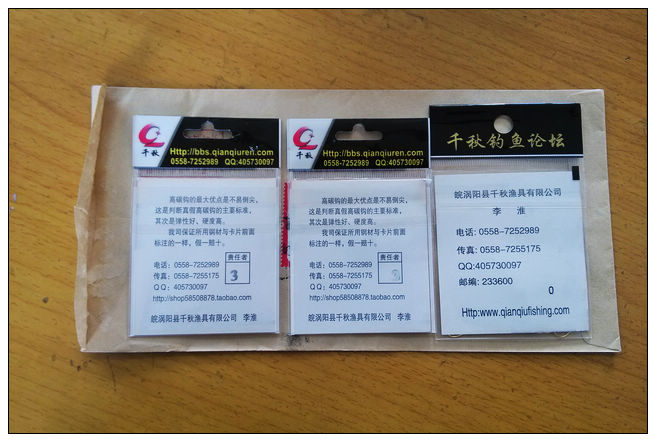 千秋
Http://bbs.qianqiuren.com
0558-7252989 QQ:405730097
高碳钩的最大优点是不易倒尖，
这是判断真假高碳钩的主要标准，
其次是弹性好、硬度高。
我司保证所用钢材与卡片前面
标注的一样，假一赔十。
电话：0558-7252989
传真：0558-7255175
QQ：405730097
http://shop58508878.taobao.com
责任者
3
皖涡阳县千秋渔具有限公司 李淮
千秋
Http://bbs.qianqiuren.com
0558-7252989 QQ:405730097
高碳钩的最大优点是不易倒尖，
这是判断真假高碳钩的主要标准，
其次是弹性好、硬度高。
我司保证所用钢材与卡片前面
标注的一样，假一赔十。
电话：0558-7252989
传真：0558-7255175
QQ：405730097
http://shop58508878.taobao.com
责任者
皖涡阳县千秋渔具有限公司 李淮
千秋钓鱼论坛
皖涡阳县千秋渔具有限公司
李 淮
电话: 0558-7252989
传真: 0558-7255175
QQ:405730097
邮编: 233600
0
Http:www.qianqiufishing.com